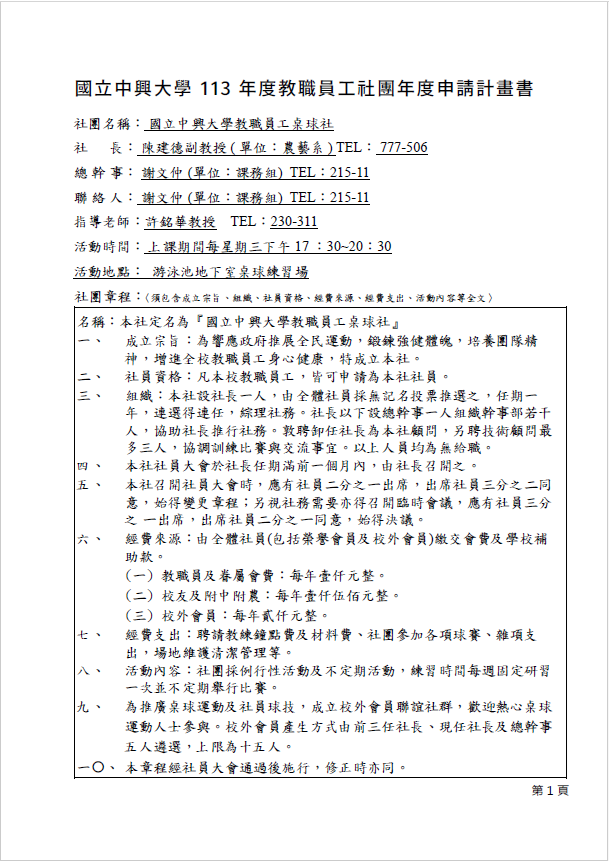 國立中興大學 113 年度教職員工社團年度申請計畫書
社團名稱： 國立中興大學教職員工桌球社
社　長： 陳建德副教授 ( 單位：農藝系 ) TEL： 777-506
總幹事： 謝文仲 (單位：課務組) TEL：215-11
聯絡人： 謝文仲 (單位：課務組) TEL：215-11
指導老師：許銘華教授　TEL：230-311
活動時間： 上課期間每星期三下午 17 ：30~20：30
活動地點： 游泳池地下室桌球練習場
社團章程：（須包含成立宗旨、組織、社員資格、經費來源、經費支出、活動內容等全文）
名稱：本社定名為『國立中興大學教職員工桌球社』
一、 成立宗旨：為響應政府推展全民運動，鍛鍊強健體魄，培養團隊精
神，增進全校教職員工身心健康，特成立本社。
二、 社員資格：凡本校教職員工，皆可申請為本社社員。
三、 組織：本社設社長一人，由全體社員採無記名投票推選之，任期一
年，連選得連任，綜理社務。社長以下設總幹事一人組織幹事部若干
人，協助社長推行社務。敦聘卸任社長為本社顧問，另聘技術顧問最
多三人，協調訓練比賽與交流事宜。以上人員均為無給職。
四、 本社社員大會於社長任期滿前一個月內，由社長召開之。
五、 本社召開社員大會時，應有社員二分之一出席，出席社員三分之二同
意，始得變更章程；另視社務需要亦得召開臨時會議，應有社員三分
之 一出席，出席社員二分之一同意，始得決議。
六、 經費來源：由全體社員(包括榮譽會員及校外會員)繳交會費及學校補
助款。
（一）教職員及眷屬會費：每年壹仟元整。
（二）校友及附中附農：每年壹仟伍佰元整。
（三）校外會員：每年貳仟元整。
七、 經費支出：聘請教練鐘點費及材料費、社團參加各項球賽、雜項支
出，場地維護清潔管理等。
八、 活動內容：社團採例行性活動及不定期活動，練習時間每週固定研習
一次並不定期舉行比賽。
九、 為推廣桌球運動及社員球技，成立校外會員聯誼社群，歡迎熱心桌球
運動人士參與。校外會員產生方式由前三任社長、現任社長及總幹事
五人遴選，上限為十五人。
一〇、 本章程經社員大會通過後施行，修正時亦同。
第 1 頁